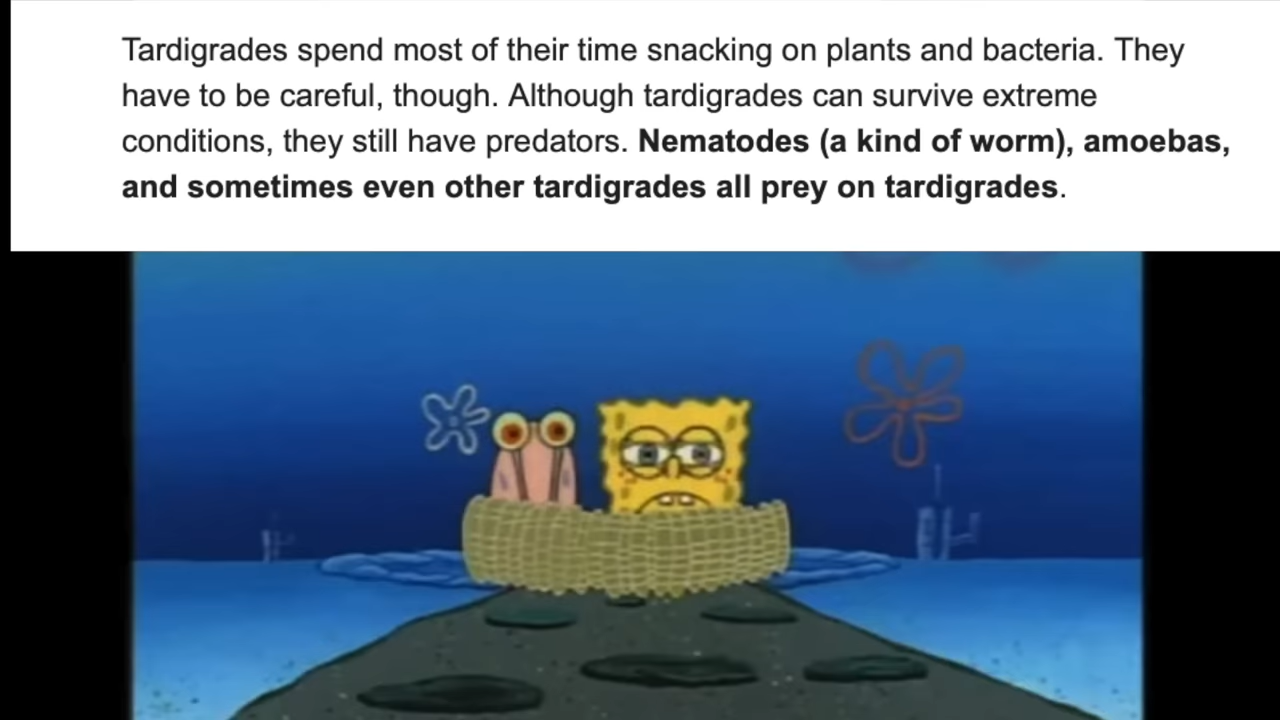 Tardigrades spend most of their time snacking on plants and bacteria. They
have to be careful, though. Although tardigrades can survive extreme
conditions, they still have predators. Nematodes (a kind of worm), amoebas,
and sometimes even other tardigrades all prey on tardigrades.